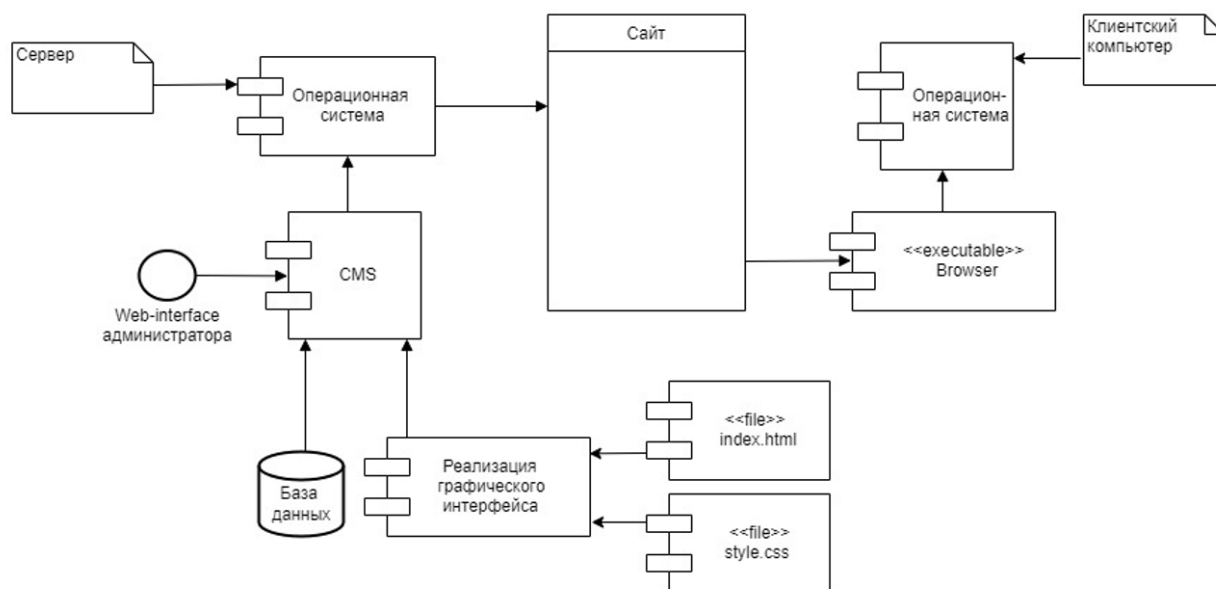 Сервер
Операционная
система
Сайт
Операцион-
ная система
Клиентский
компьютер
CMS
Web-interface
администратора
<<executable>>
Browser
База
данных
Реализация
графического
интерфейса
<<file>>
index.html
<<file>>
style.css